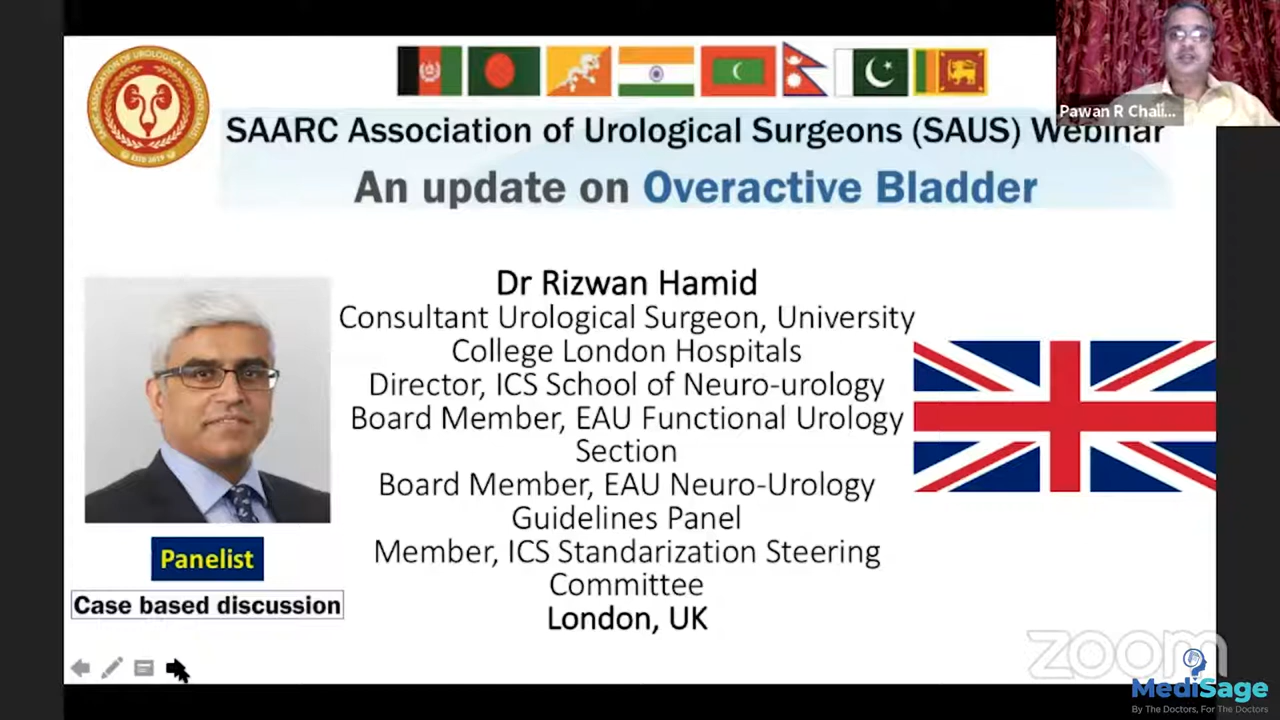 SAARC Association of Urological Surgeons (SAUS) Webinar
An update on Overactive Bladder
Pawan R Chali...
Dr Rizwan Hamid
Consultant Urological Surgeon, University
College London Hospitals
Director, ICS School of Neuro-urology
Board Member, EAU Functional Urology
Section
Board Member, EAU Neuro-Urology
Guidelines Panel
Member, ICS Standarization Steering
Committee
London, UK
Panelist
Case based discussion
zoom
MediSage
By The Doctors, For The Doctors